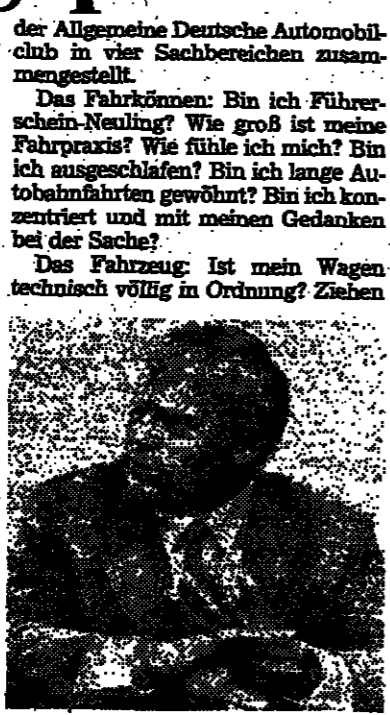 der Allgemeine Deutsche Automobil-
club in vier Sachbereichen zusam-
mengestellt.
Das Fahrkönnen: Bin ich Führer-
schein-Neuling? Wie groß ist meine
Fahrpraxis? Wie fühle ich mich? Bin
ich ausgeschlafen? Bin ich lange Au-
tobahnfahrten gewöhnt? Bin ich kon-
zentriert und mit meinen Gedanken
bei der Sache?
Das Fahrzeug: Ist mein Wagen
technisch völlig in Ordnung? Ziehen